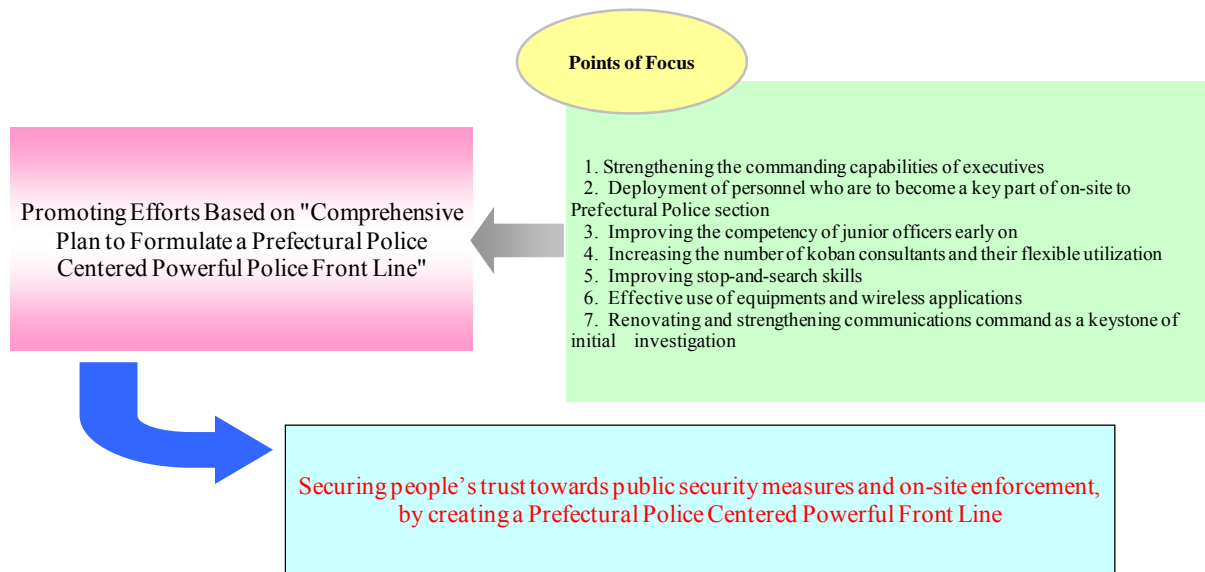 Points of Focus
1. Strengthening the commanding capabilities of executives
2. Deployment of personnel who are to become a key part of on-site to
Prefectural Police section
3. Improving the competency of junior officers early on
4. Increasing the number of koban consultants and their flexible utilization
5. Improving stop-and-search skills
6. Effective use of equipments and wireless applications
7. Renovating and strengthening communications command as a keystone of
initial investigation
Promoting Efforts Based on "Comprehensive
Plan to Formulate a Prefectural Police
Centered Powerful Police Front Line"
Securing people's trust towards public security measures and on-site enforcement,
by creating a Prefectural Police Centered Powerful Front Line